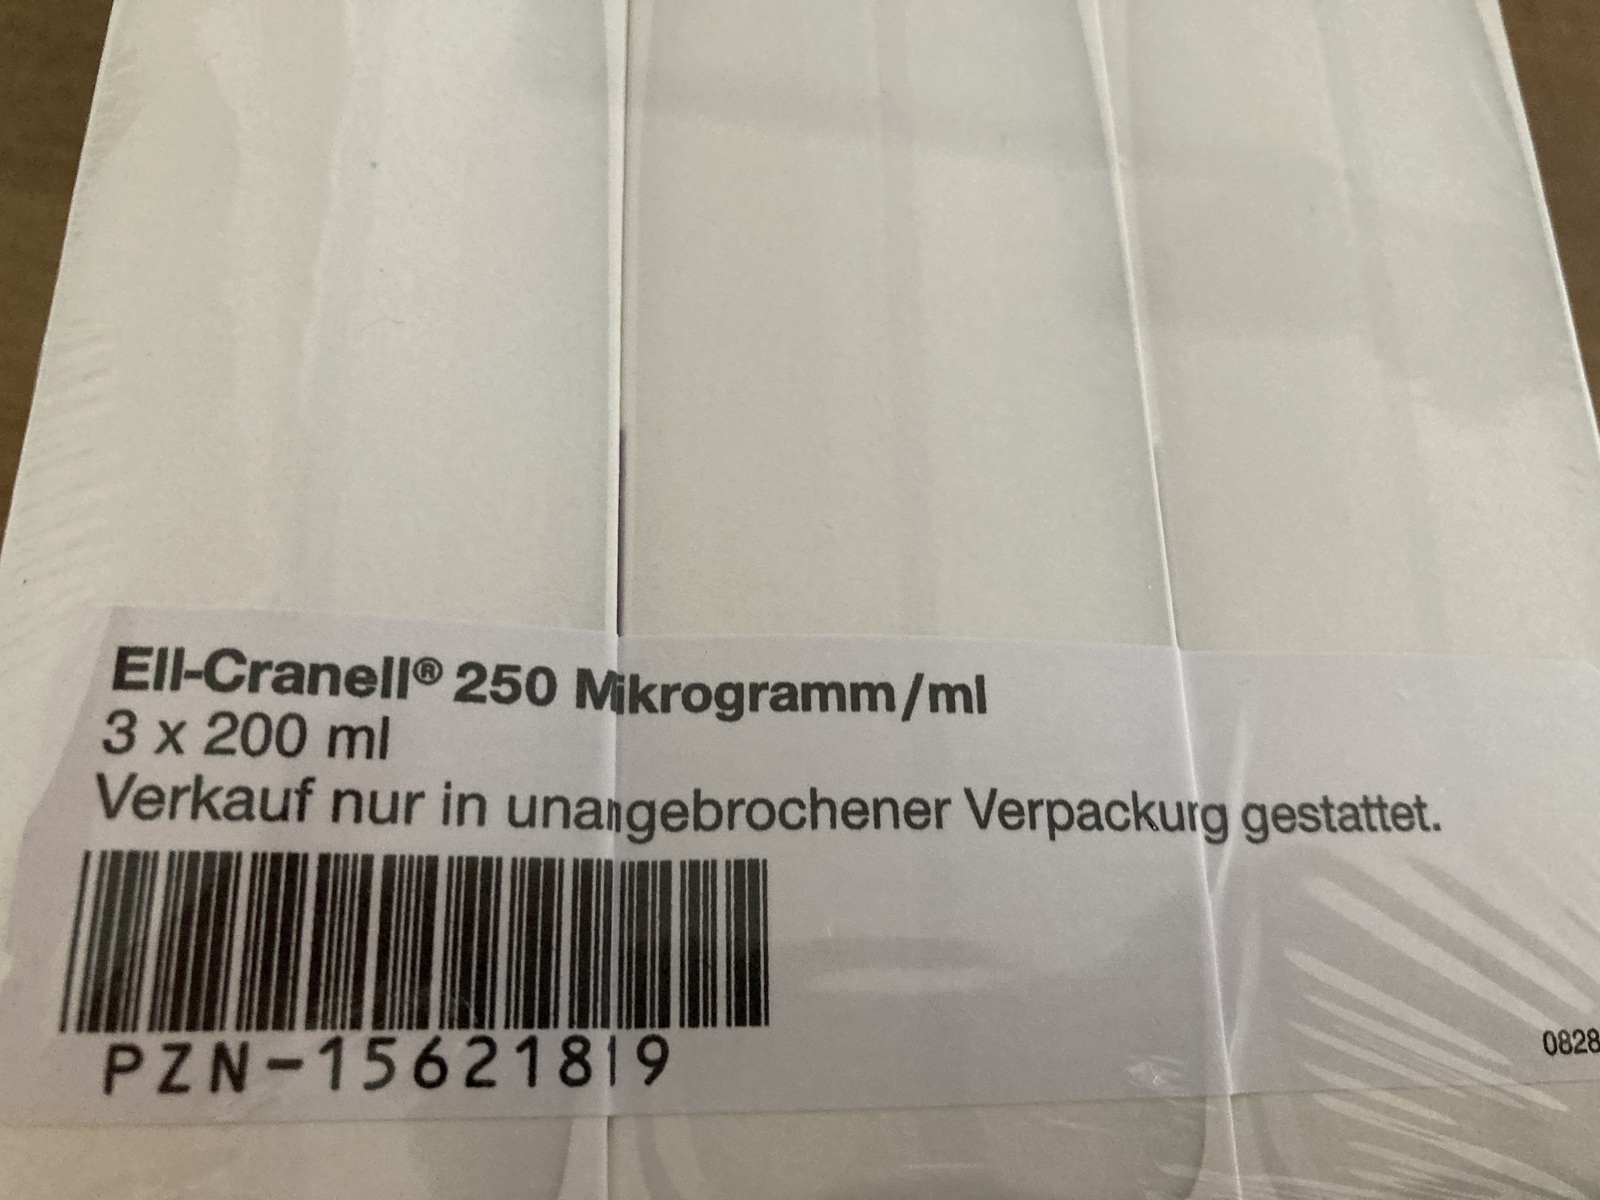 Ell-Cranell® 250 Mikrogramm/ml
3 x 200 ml
Verkauf nur in unangebrochener Verpackung gestattet.
PZN-15621819
0828